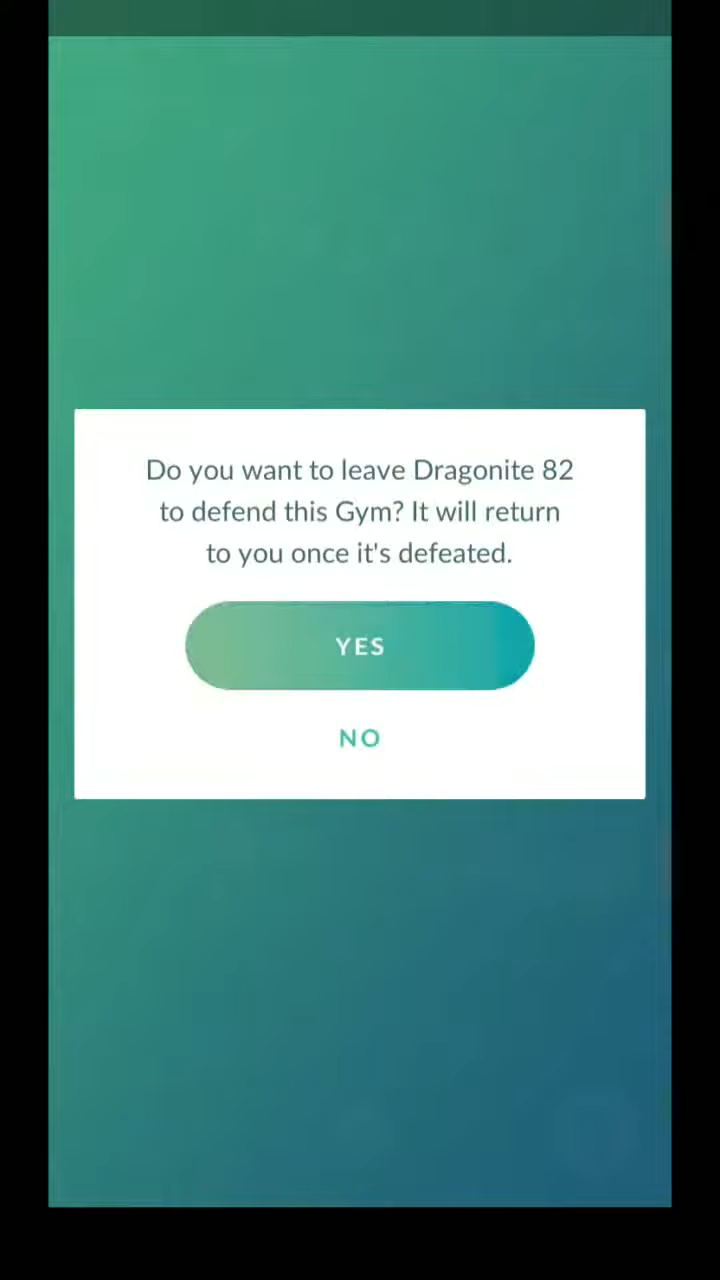 Do you want to leave Dragonite 82
to defend this Gym? It will return
to you once it's defeated.
YES
NO